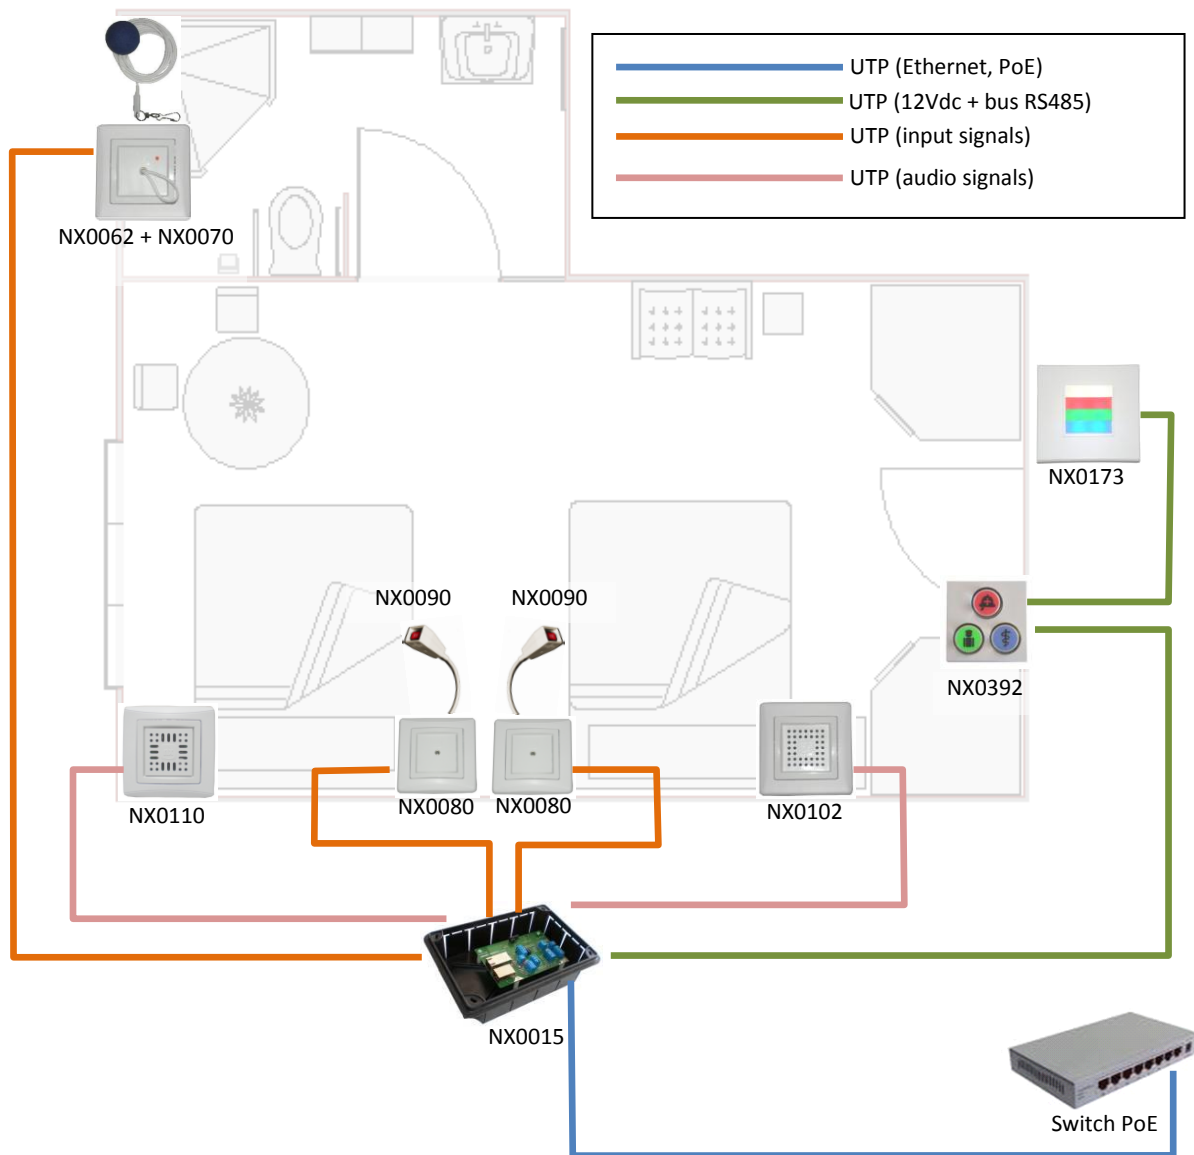 UTP (Ethernet, PoE)
UTP (12Vdc + bus RS485)
UTP (input signals)
UTP (audio signals)
NX0062 + NX0070
NX0173
NX0090
NX0090
NX0392
NX0110
NX0080
NX0080
NX0102
NX0015
Switch PoE